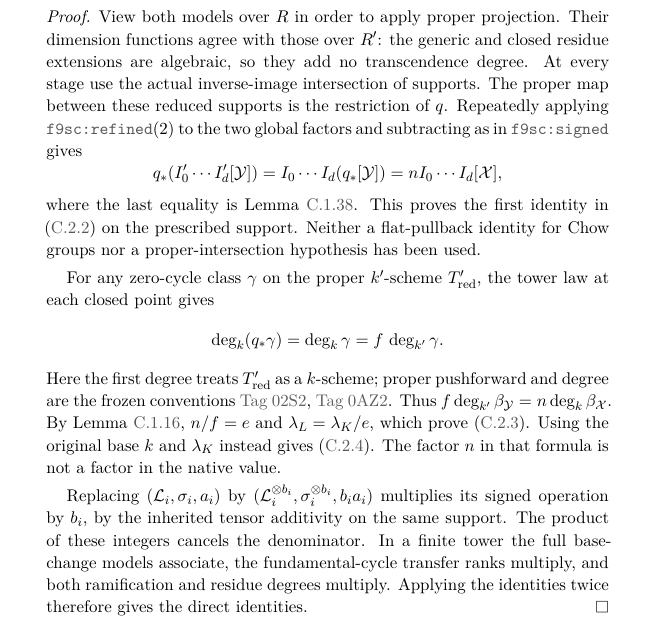 Proof. View both models over R in order to apply proper projection. Their
dimension functions agree with those over R′: the generic and closed residue
extensions are algebraic, so they add no transcendence degree. At every
stage use the actual inverse-image intersection of supports. The proper map
between these reduced supports is the restriction of q. Repeatedly applying
f9sc:refined(2) to the two global factors and subtracting as in f9sc:signed
gives
q∗(I′₀ ··· I′_d[𝒴]) = I₀ ··· I_d(q∗[𝒴]) = nI₀ ··· I_d[𝒳],
where the last equality is Lemma C.1.38. This proves the first identity in
(C.2.2) on the prescribed support. Neither a flat-pullback identity for Chow
groups nor a proper-intersection hypothesis has been used.
For any zero-cycle class γ on the proper k′-scheme T′_red, the tower law at
each closed point gives
deg_k(q∗γ) = deg_k γ = f deg_k′ γ.
Here the first degree treats T′_red as a k-scheme; proper pushforward and degree
are the frozen conventions Tag 02S2, Tag 0AZ2. Thus f deg_k′ β_𝒴 = n deg_k β_𝒳.
By Lemma C.1.16, n/f = e and λ_L = λ_K/e, which prove (C.2.3). Using the
original base k and λ_K instead gives (C.2.4). The factor n in that formula is
not a factor in the native value.
Replacing (ℒ_i, σ_i, a_i) by (ℒ_i^{⊗b_i}, σ_i^{⊗b_i}, b_i a_i) multiplies its signed operation
by b_i, by the inherited tensor additivity on the same support. The product
of these integers cancels the denominator. In a finite tower the full base-
change models associate, the fundamental-cycle transfer ranks multiply, and
both ramification and residue degrees multiply. Applying the identities twice
therefore gives the direct identities. □